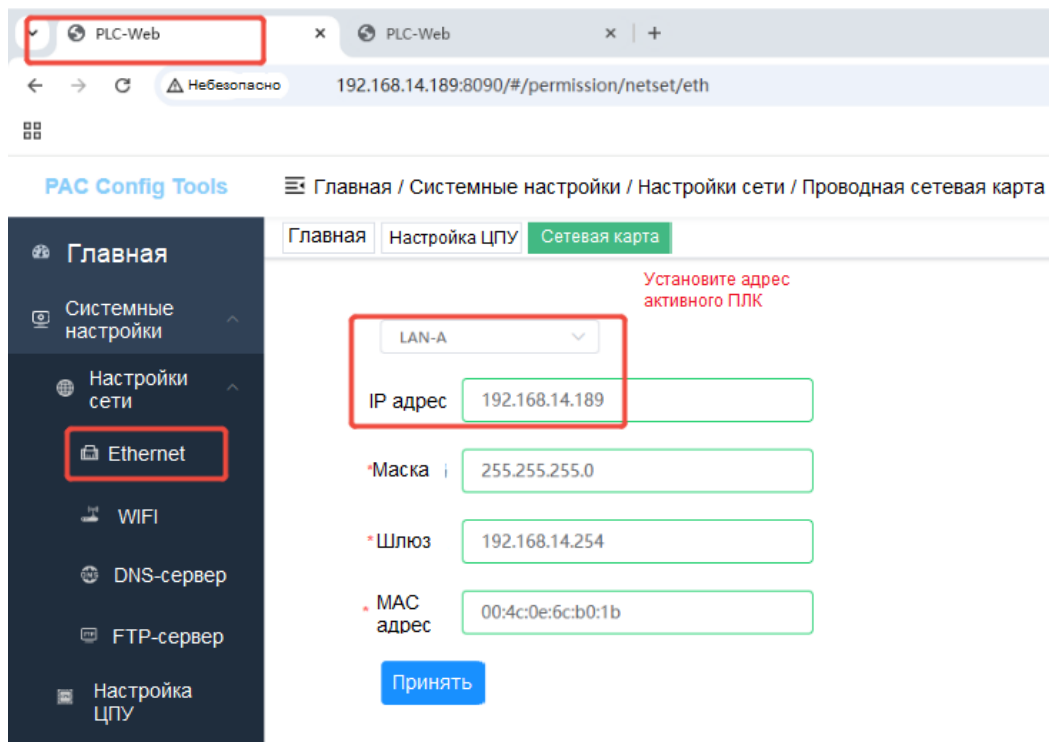 PLC-Web
PLC-Web
Небезопасно
192.168.14.189:8090/#/permission/netset/eth
PAC Config Tools
Главная / Системные настройки / Настройки сети / Проводная сетевая карта
Главная
Настройка ЦПУ
Сетевая карта
Главная
Системные
настройки
Настройки
сети
Ethernet
WIFI
DNS-сервер
FTP-сервер
Настройка
ЦПУ
Установите адрес
активного ПЛК
LAN-A
IP адрес 192.168.14.189
*Маска 255.255.255.0
*Шлюз 192.168.14.254
* MAC
адрес 00:4c:0e:6c:b0:1b
Принять